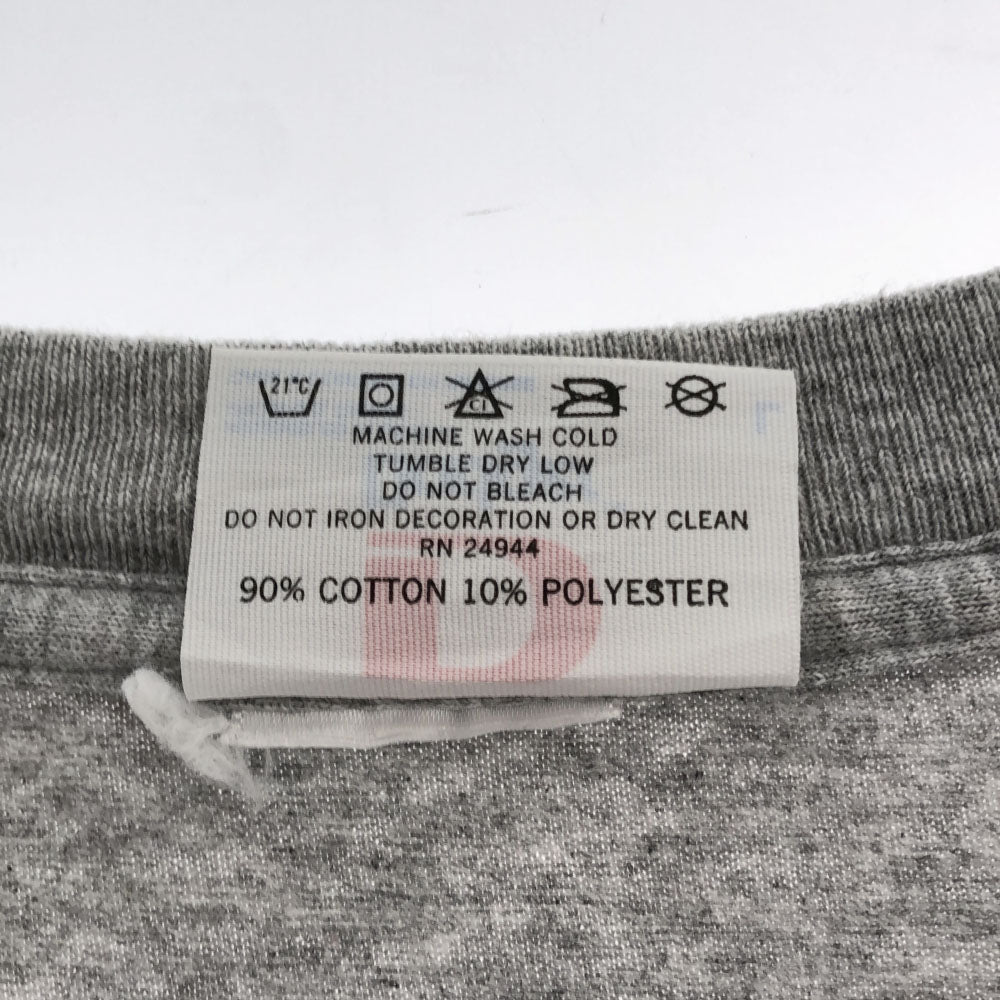 21°C
CI
MACHINE WASH COLD
TUMBLE DRY LOW
DO NOT BLEACH
DO NOT IRON DECORATION OR DRY CLEAN
RN 24944
90% COTTON 10% POLYESTER